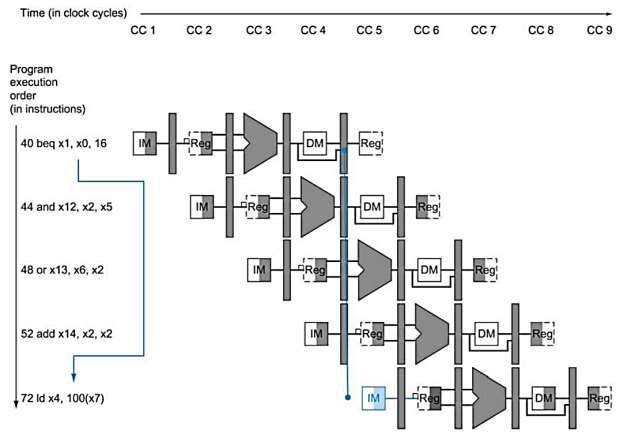 Time (in clock cycles)
CC 1 CC 2 CC 3 CC 4 CC 5 CC 6 CC 7 CC 8 CC 9
Program
execution
order
(in instructions)
40 beq x1, x0, 16
IM Reg DM Reg
44 and x12, x2, x5
IM Reg DM Reg
48 or x13, x6, x2
IM Reg DM Reg
52 add x14, x2, x2
IM Reg DM Reg
72 ld x4, 100(x7)
IM Reg DM Reg